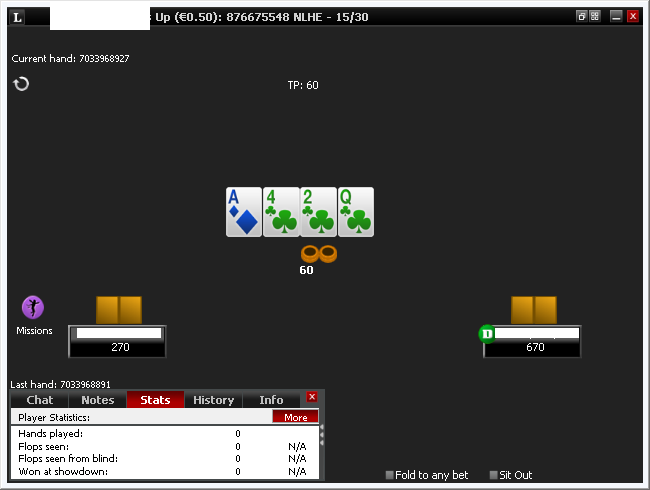 L
Up (€0.50): 876675548 NLHE - 15/30
Current hand: 7033968927
TP: 60
A 4 2 Q
60
Missions
270
D
670
Last hand: 7033968891
Chat Notes Stats History Info
Player Statistics: More
Hands played: 0
Flops seen: 0 N/A
Flops seen from blind: 0 N/A
Won at showdown: 0 N/A
Fold to any bet Sit Out